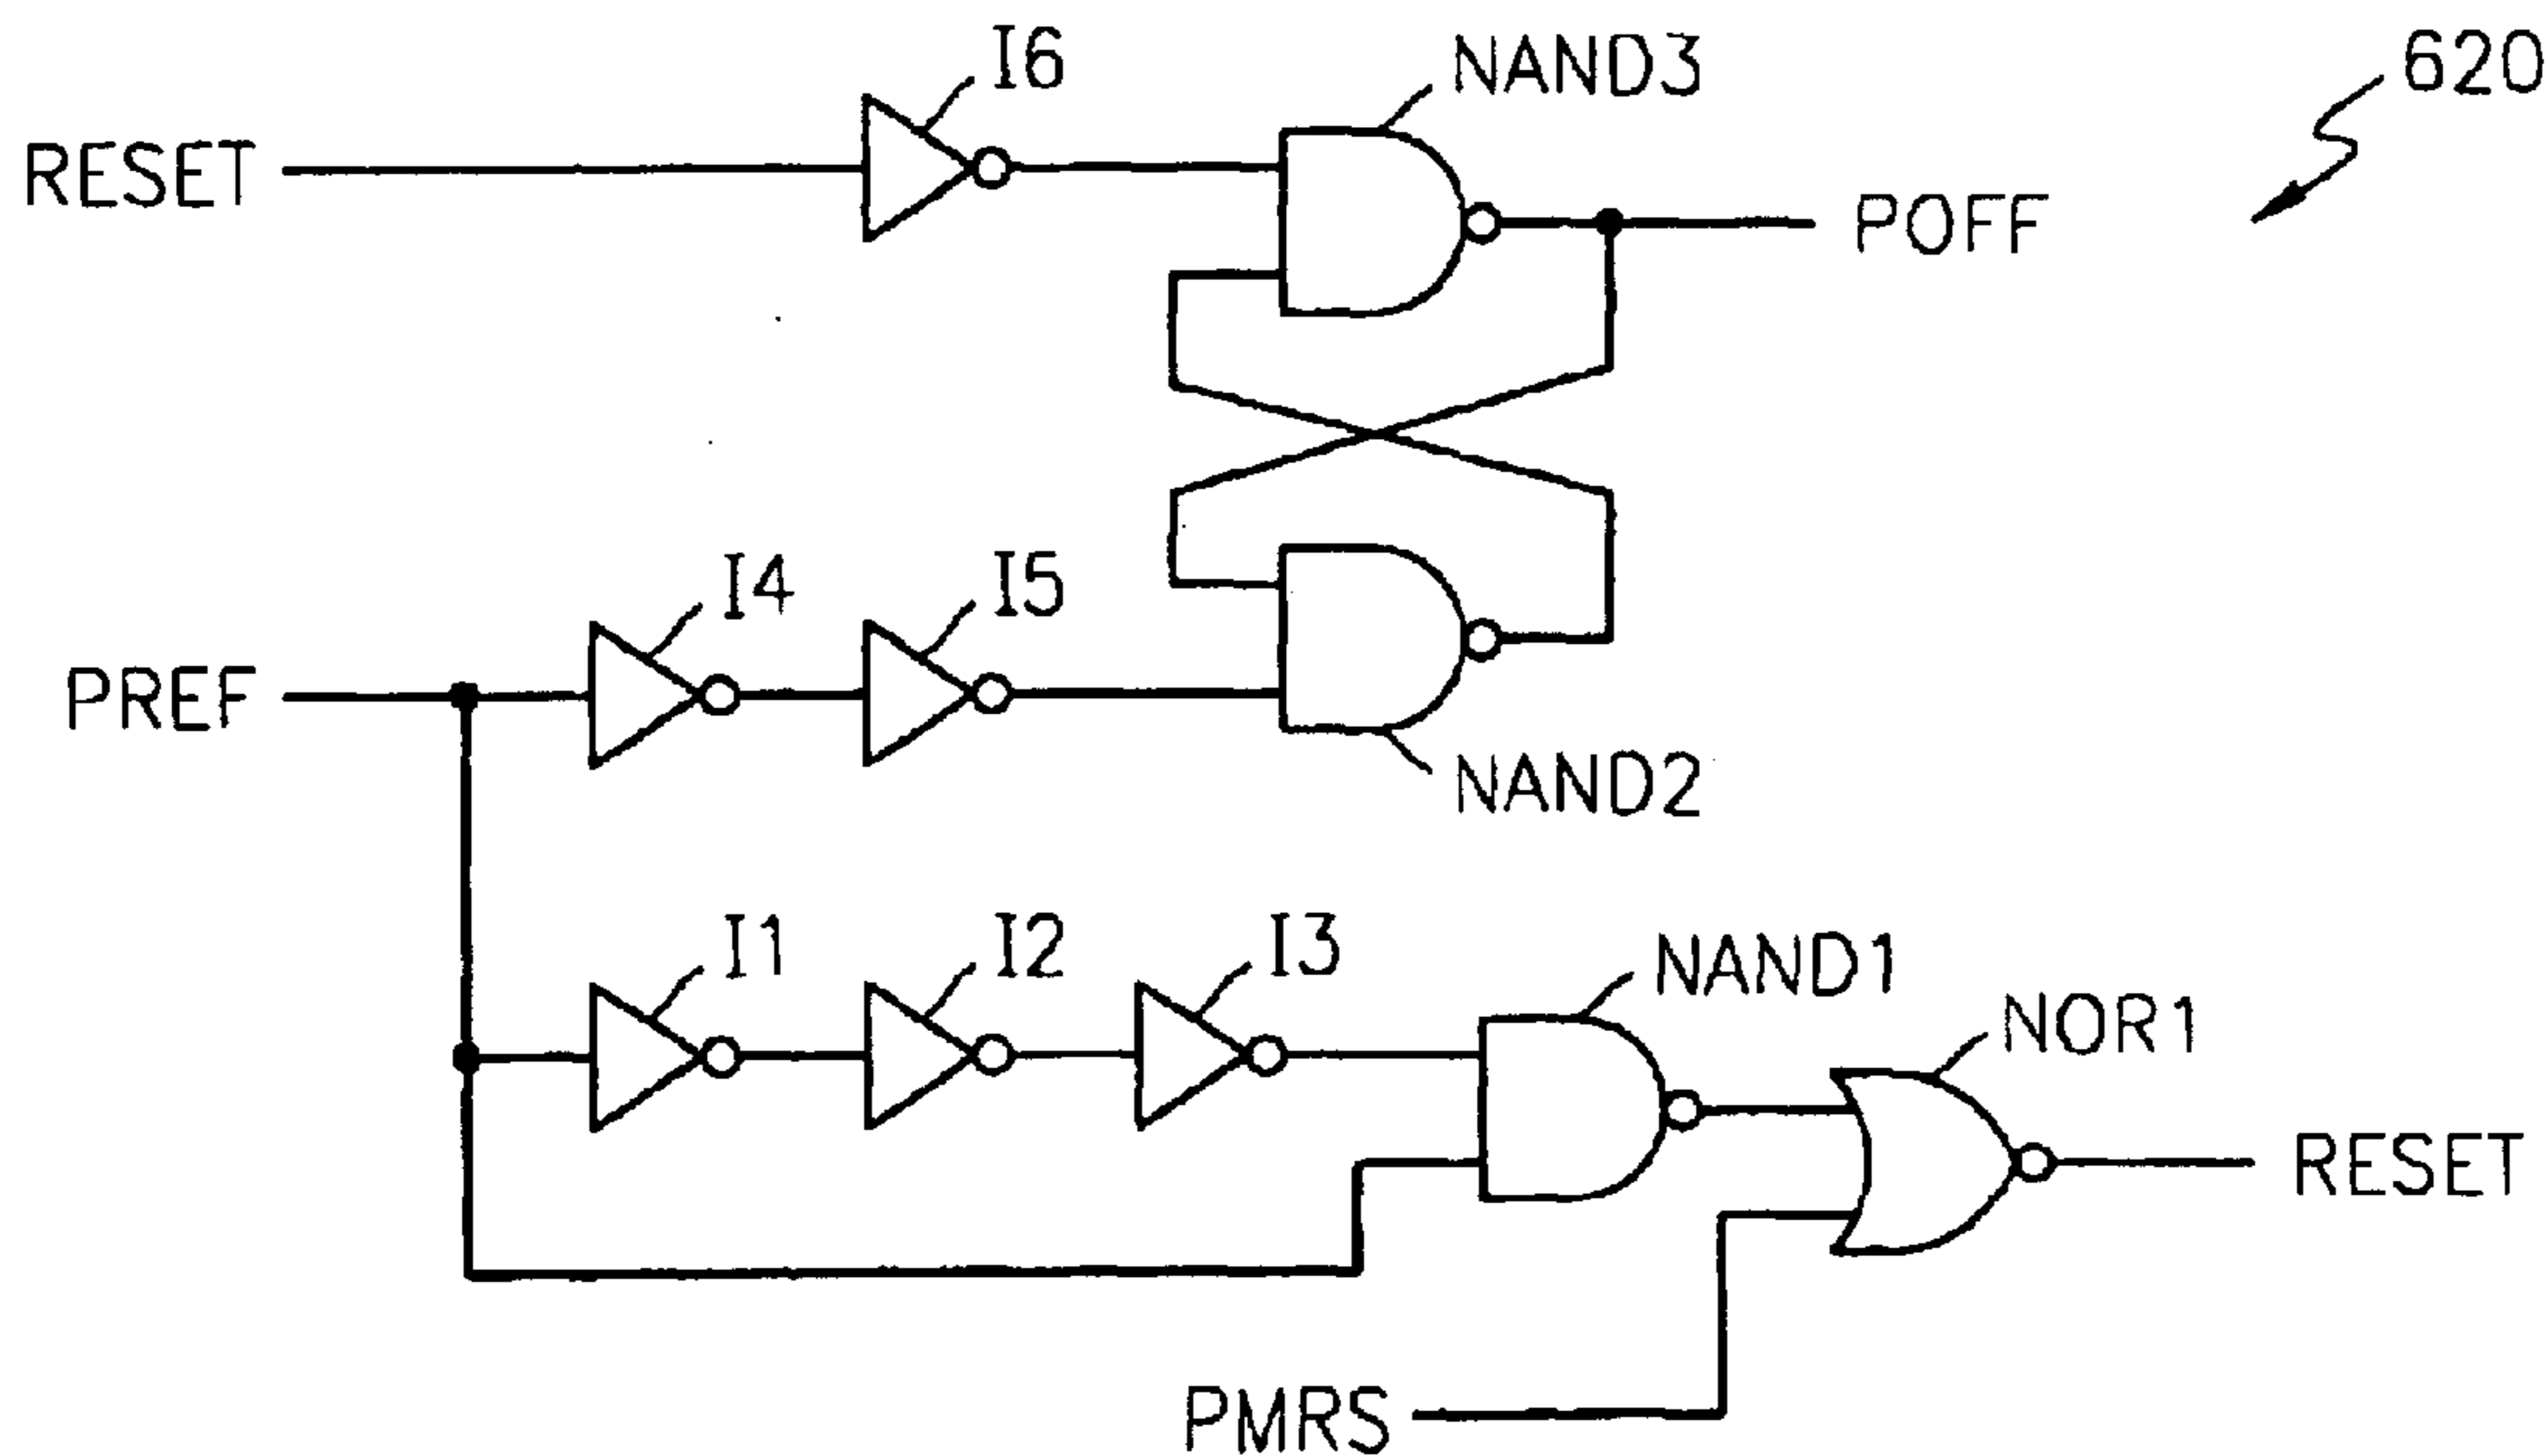 I6
NAND3
620
RESET
POFF
I4
I5
PREF
NAND2
I1
I2
I3
NAND1
NOR1
RESET
PMRS